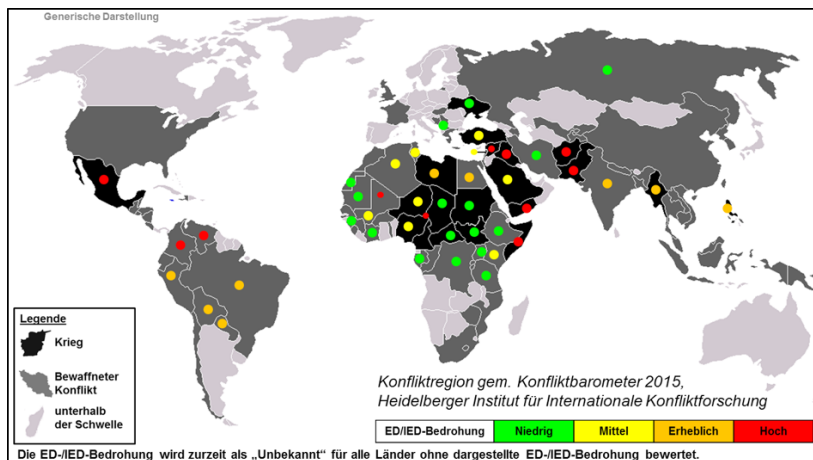 Generische Darstellung
Legende
Krieg
Bewaffneter
Konflikt
unterhalb
der Schwelle
Konfliktregion gem. Konfliktbarometer 2015,
Heidelberger Institut für Internationale Konfliktforschung
ED/IED-Bedrohung Niedrig Mittel Erheblich Hoch
Die ED-/IED-Bedrohung wird zurzeit als „Unbekannt“ für alle Länder ohne dargestellte ED-/IED-Bedrohung bewertet.